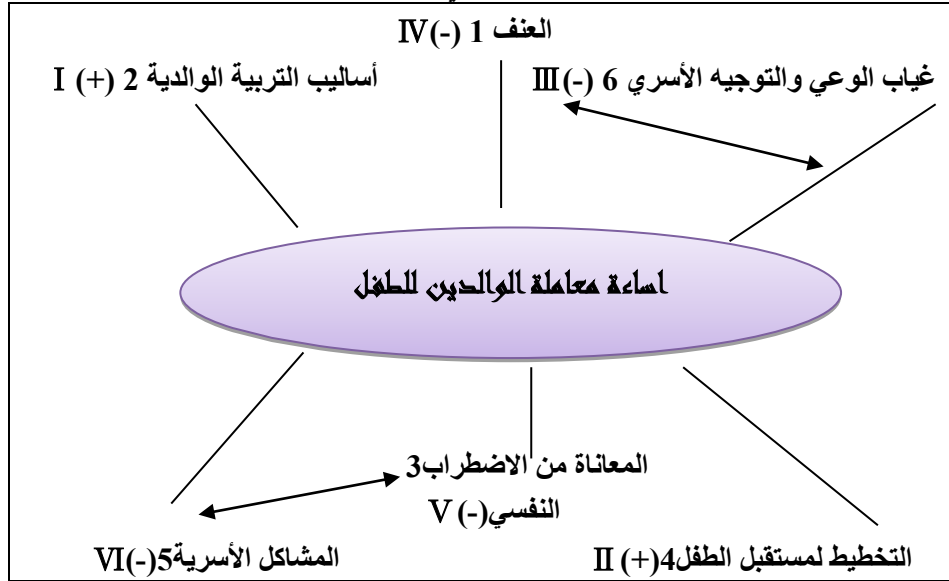 العنف 1 (-) Ⅳ
غياب الوعي والتوجيه الأسري 6 (-) Ⅲ
أساليب التربية الوالدية 2 (+) Ⅰ
اساءة معاملة الوالدين للطفل
المعاناة من الاضطراب3
النفسي(-) Ⅴ
التخطيط لمستقبل الطفل4(+) Ⅱ
المشاكل الأسرية5(-) Ⅵ